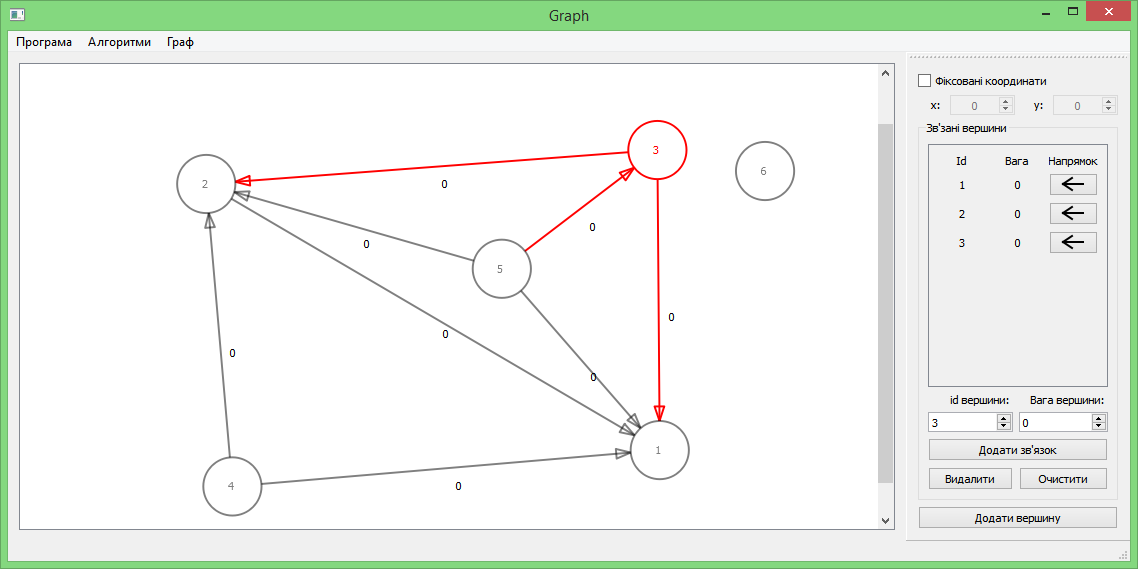 Graph
Програма Алгоритми Граф
Фіксовані координати
x: 0 y: 0
Зв'зані вершини
Id Вага Напрямок
1 0
2 0
3 0
id вершини: Вага вершини:
3 0
Додати зв'язок
Видалити Очистити
Додати вершину
3
6
2
0
0
0
5
0
0
0
0
1
4
0